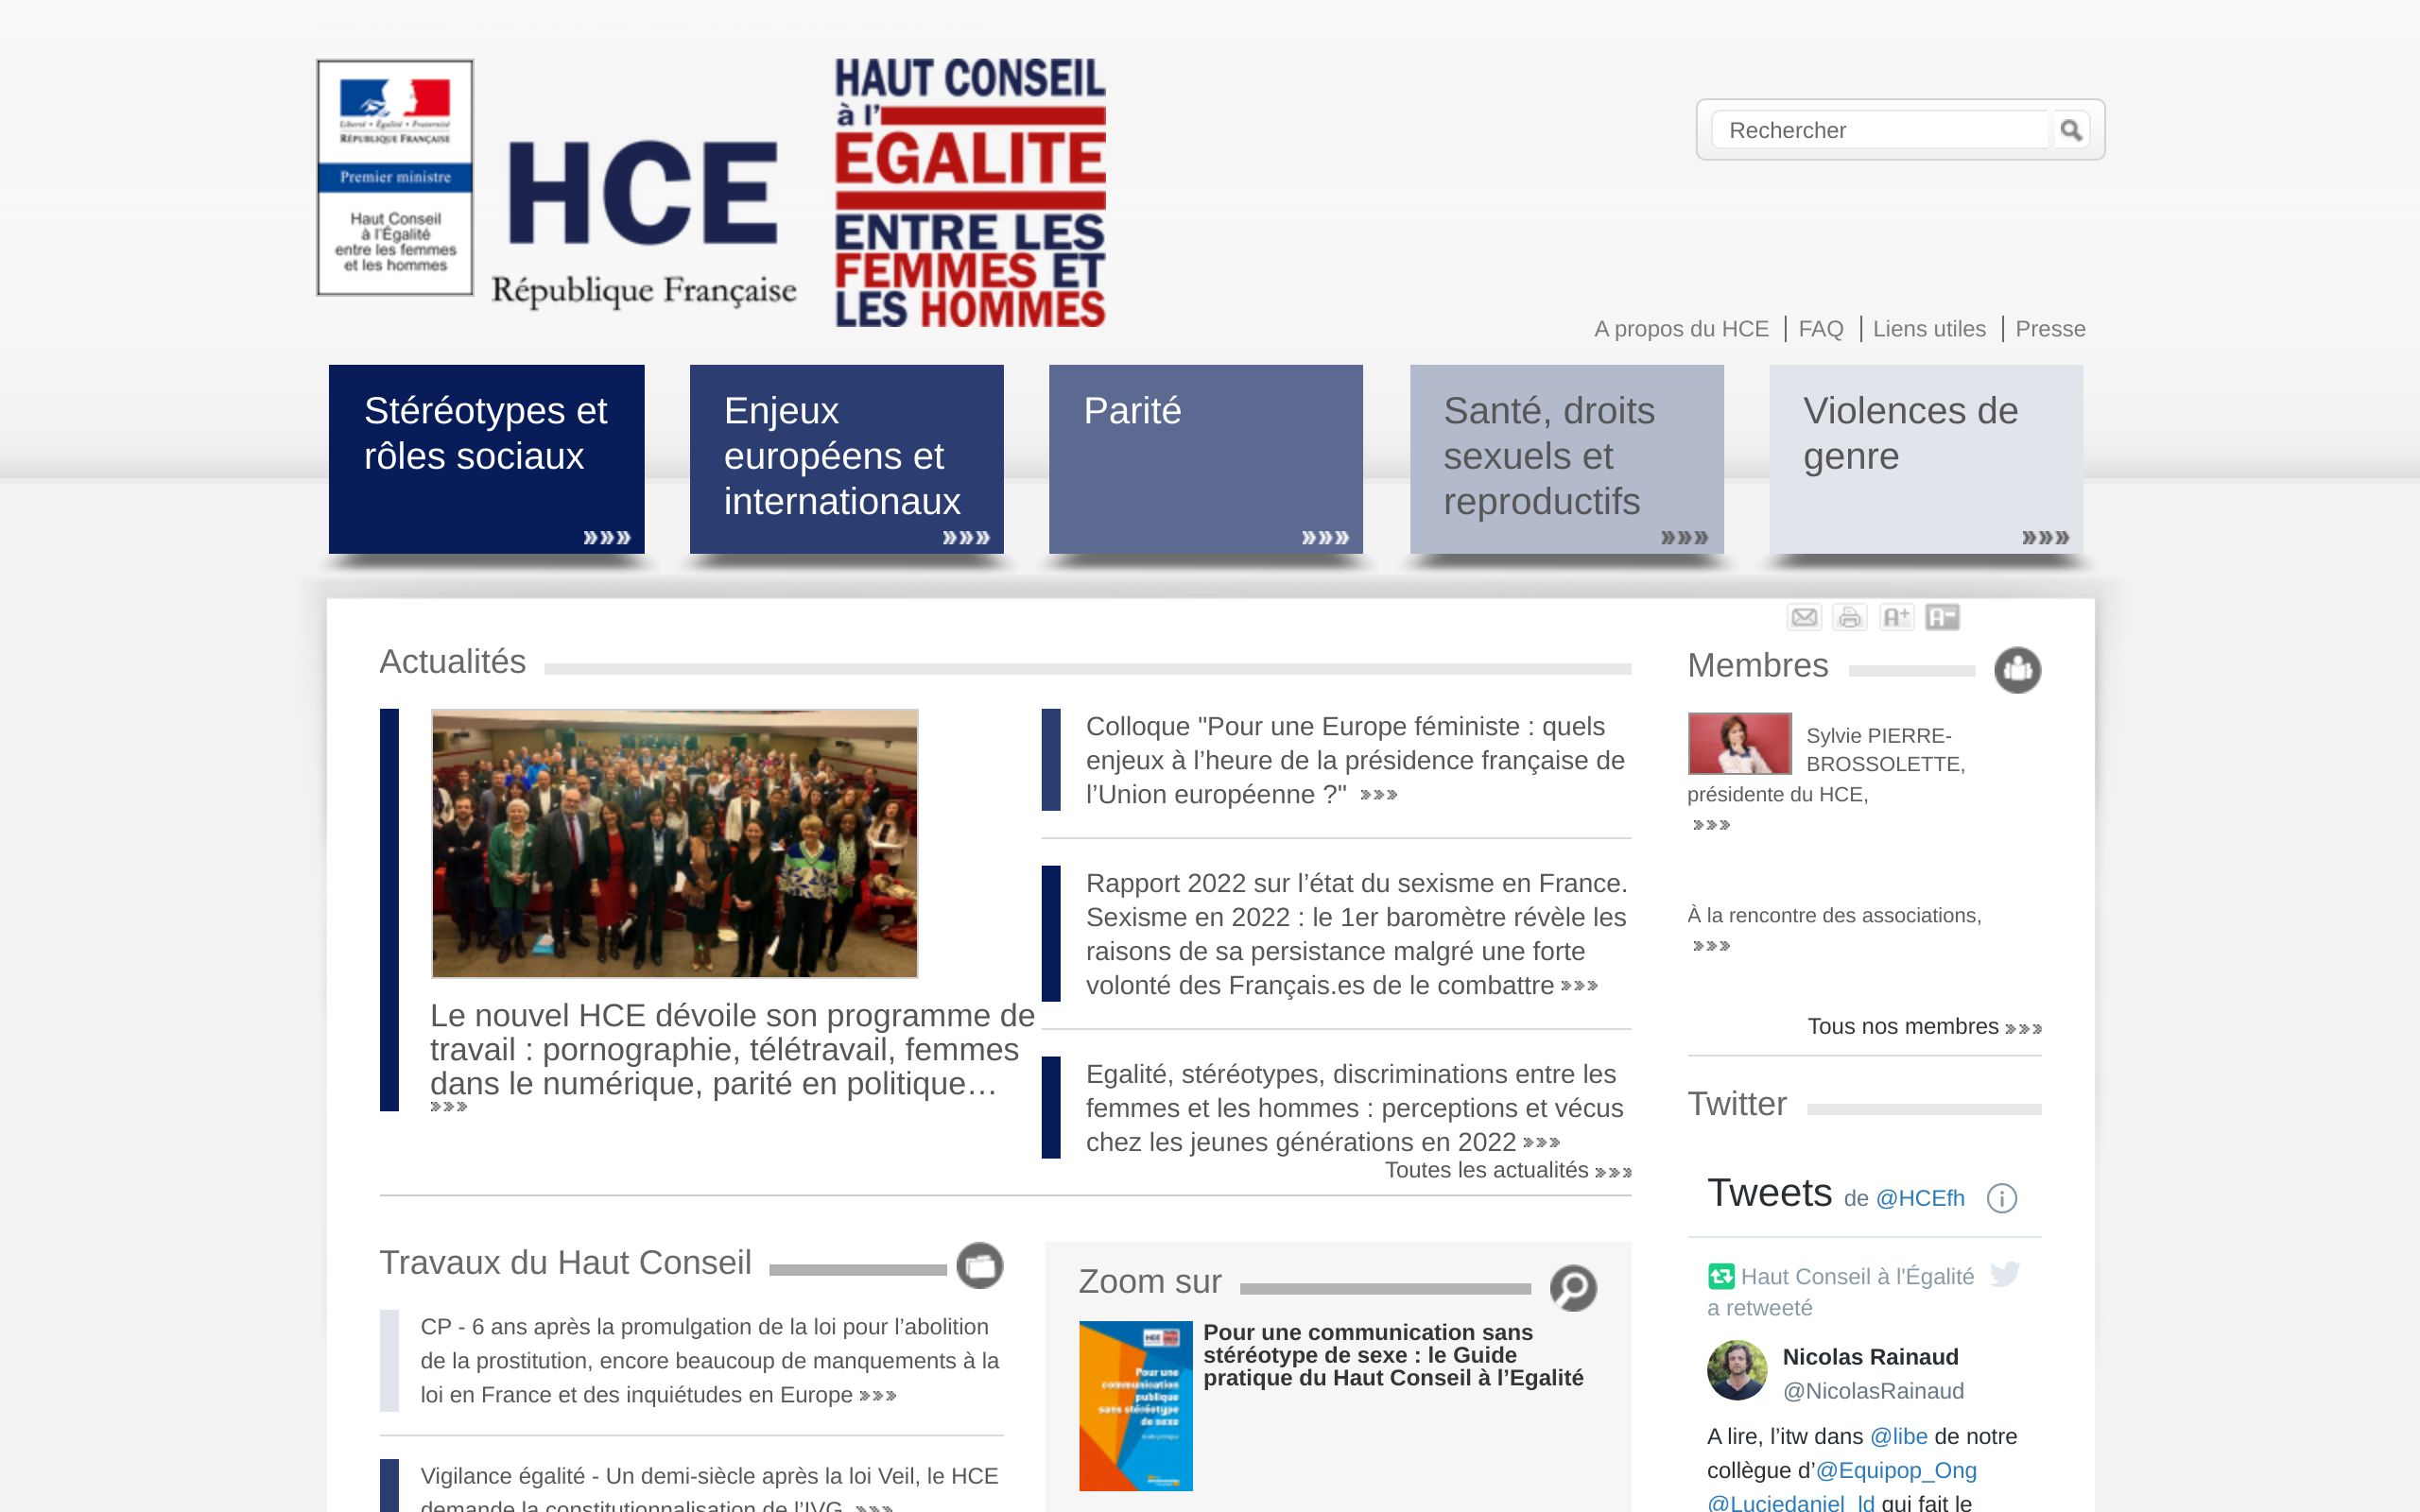 Liberté • Égalité • Fraternité
RÉPUBLIQUE FRANÇAISE
Premier ministre
Haut Conseil
à l'Égalité
entre les femmes
et les hommes
HCE
République Française
HAUT CONSEIL
à l'
EGALITE
ENTRE LES
FEMMES ET
LES HOMMES
Rechercher
A propos du HCE
FAQ
Liens utiles
Presse
Stéréotypes et
rôles sociaux
Enjeux
européens et
internationaux
Parité
Santé, droits
sexuels et
reproductifs
Violences de
genre
A+
A-
Actualités
Le nouvel HCE dévoile son programme de
travail : pornographie, télétravail, femmes
dans le numérique, parité en politique…
Colloque "Pour une Europe féministe : quels
enjeux à l’heure de la présidence française de
l’Union européenne ?"
Rapport 2022 sur l’état du sexisme en France.
Sexisme en 2022 : le 1er baromètre révèle les
raisons de sa persistance malgré une forte
volonté des Français.es de le combattre
Egalité, stéréotypes, discriminations entre les
femmes et les hommes : perceptions et vécus
chez les jeunes générations en 2022
Toutes les actualités
Membres
Sylvie PIERRE-
BROSSOLETTE,
présidente du HCE,
À la rencontre des associations,
Tous nos membres
Twitter
Tweets de @HCEfh
Haut Conseil à l'Égalité
a retweeté
Nicolas Rainaud
@NicolasRainaud
A lire, l’itw dans @libe de notre
collègue d’@Equipop_Ong
@Luciedaniel_ld qui fait le
Travaux du Haut Conseil
CP - 6 ans après la promulgation de la loi pour l’abolition
de la prostitution, encore beaucoup de manquements à la
loi en France et des inquiétudes en Europe
Vigilance égalité - Un demi-siècle après la loi Veil, le HCE
demande la constitutionnalisation de l’IVG
Zoom sur
HCE
Pour une
communication
publique
sans stéréotype
de sexe
Pour une communication sans
stéréotype de sexe : le Guide
pratique du Haut Conseil à l’Egalité